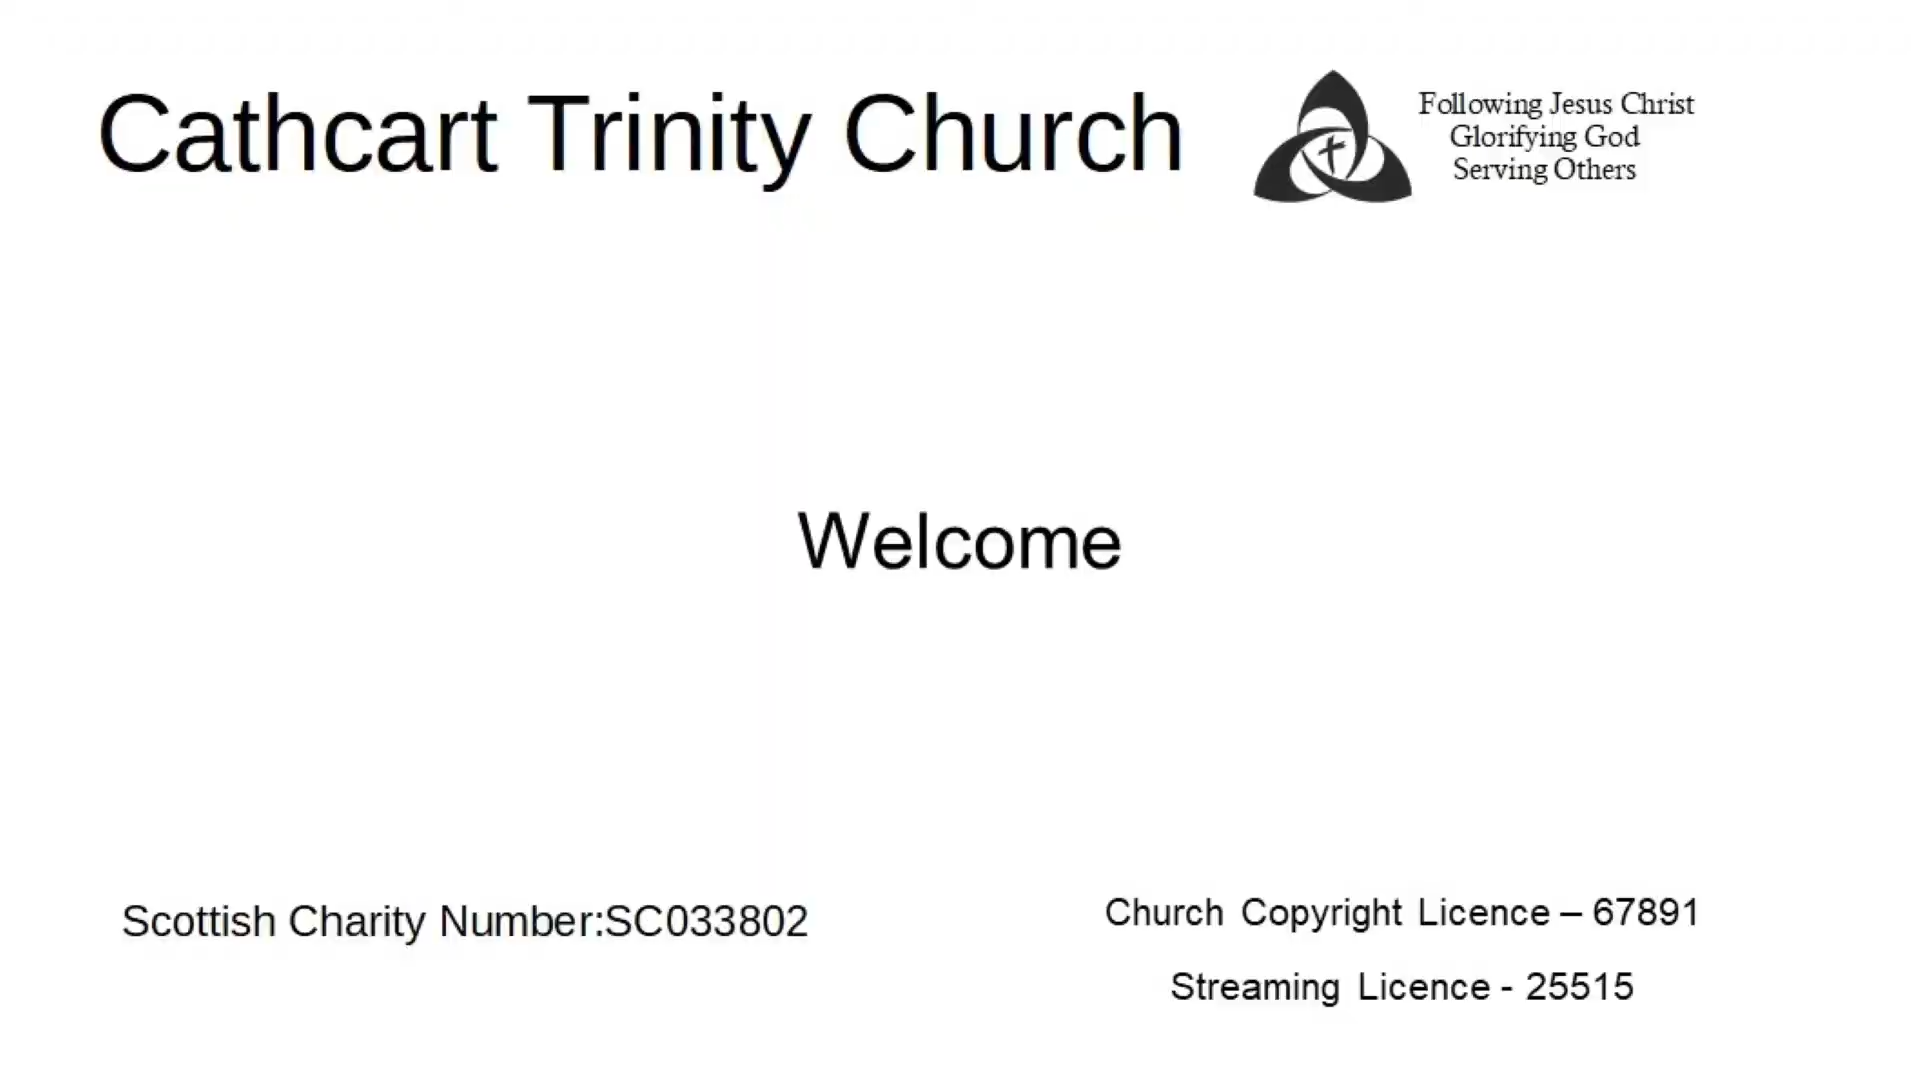 Cathcart Trinity Church
Following Jesus Christ
Glorifying God
Serving Others
Welcome
Scottish Charity Number:SC033802
Church Copyright Licence – 67891
Streaming Licence - 25515